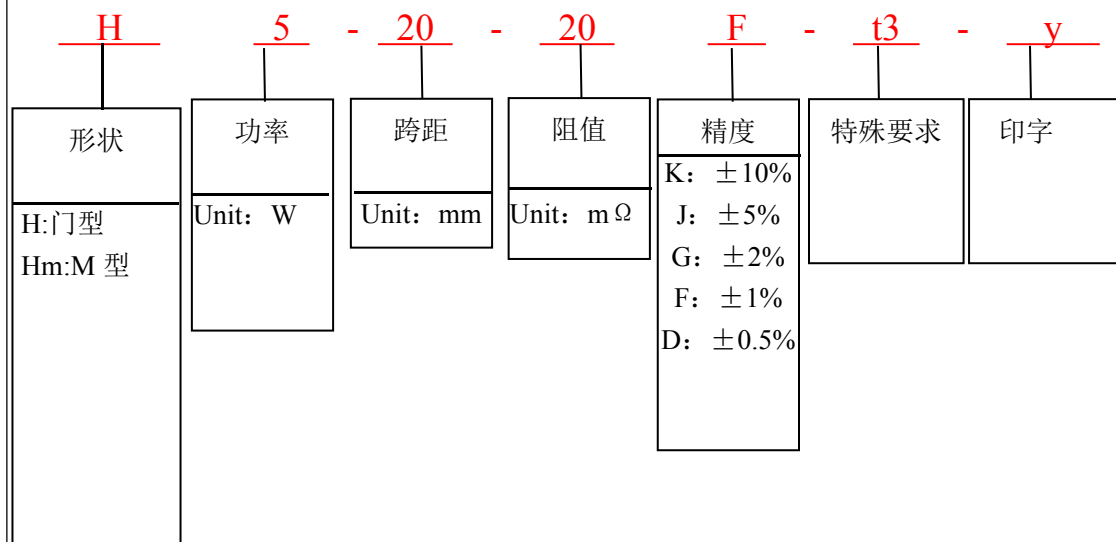 H 5 - 20 - 20 F - t3 - y
形状 功率 跨距 阻值 精度 特殊要求 印字
H:门型
Hm:M 型
Unit：W
Unit：mm
Unit：mΩ
K：±10%
J：±5%
G：±2%
F：±1%
D：±0.5%